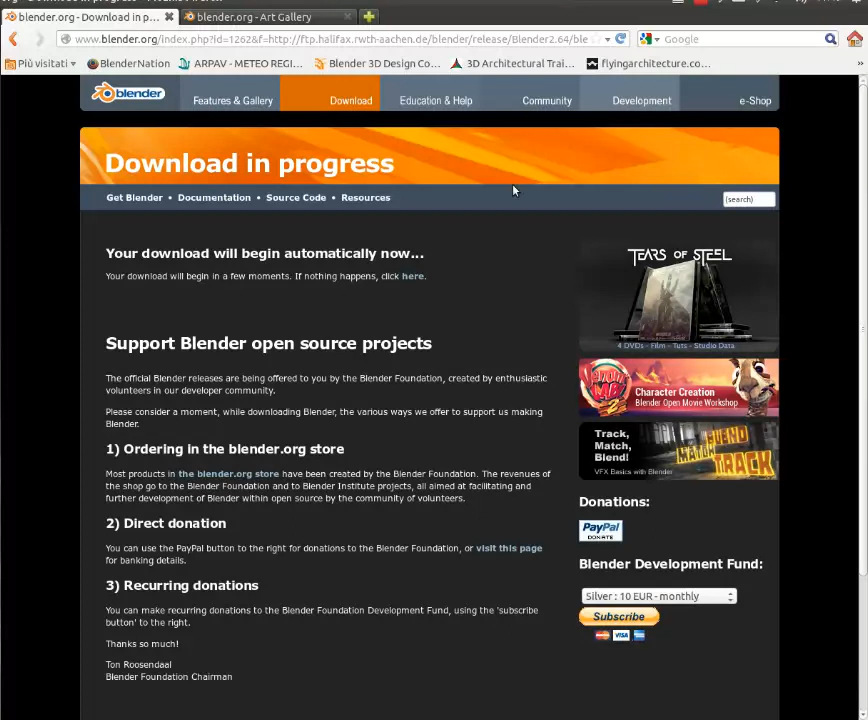 blender.org - Download in p...
blender.org - Art Gallery
www.blender.org/index.php?id=1262&f=http://ftp.halifax.rwth-aachen.de/blender/release/Blender2.64/ble
Google
Più visitati
BlenderNation
ARPAV - METEO REGI...
Blender 3D Design Co...
3D Architectural Trai...
flyingarchitecture.co...
blender
Features & Gallery
Download
Education & Help
Community
Development
e-Shop
Download in progress
Get Blender • Documentation • Source Code • Resources
(search)
Your download will begin automatically now...
Your download will begin in a few moments. If nothing happens, click here.
Support Blender open source projects
The official Blender releases are being offered to you by the Blender Foundation, created by enthusiastic
volunteers in our developer community.
Please consider a moment, while downloading Blender, the various ways we offer to support us making
Blender.
1) Ordering in the blender.org store
Most products in the blender.org store have been created by the Blender Foundation. The revenues of
the shop go to the Blender Foundation and to Blender Institute projects, all aimed at facilitating and
further development of Blender within open source by the community of volunteers.
2) Direct donation
You can use the PayPal button to the right for donations to the Blender Foundation, or visit this page
for banking details.
3) Recurring donations
You can make recurring donations to the Blender Foundation Development Fund, using the 'subscribe
button' to the right.
Thanks so much!
Ton Roosendaal
Blender Foundation Chairman
TEARS OF STEEL
4 DVDs - Film - Tuts - Studio Data
Character Creation
Blender Open Movie Workshop
Track,
Match,
Blend!
VFX Basics with Blender
BLEND
MATCH
TRACK
Donations:
PayPal
DONATE
Blender Development Fund:
Silver : 10 EUR - monthly
Subscribe
VISA